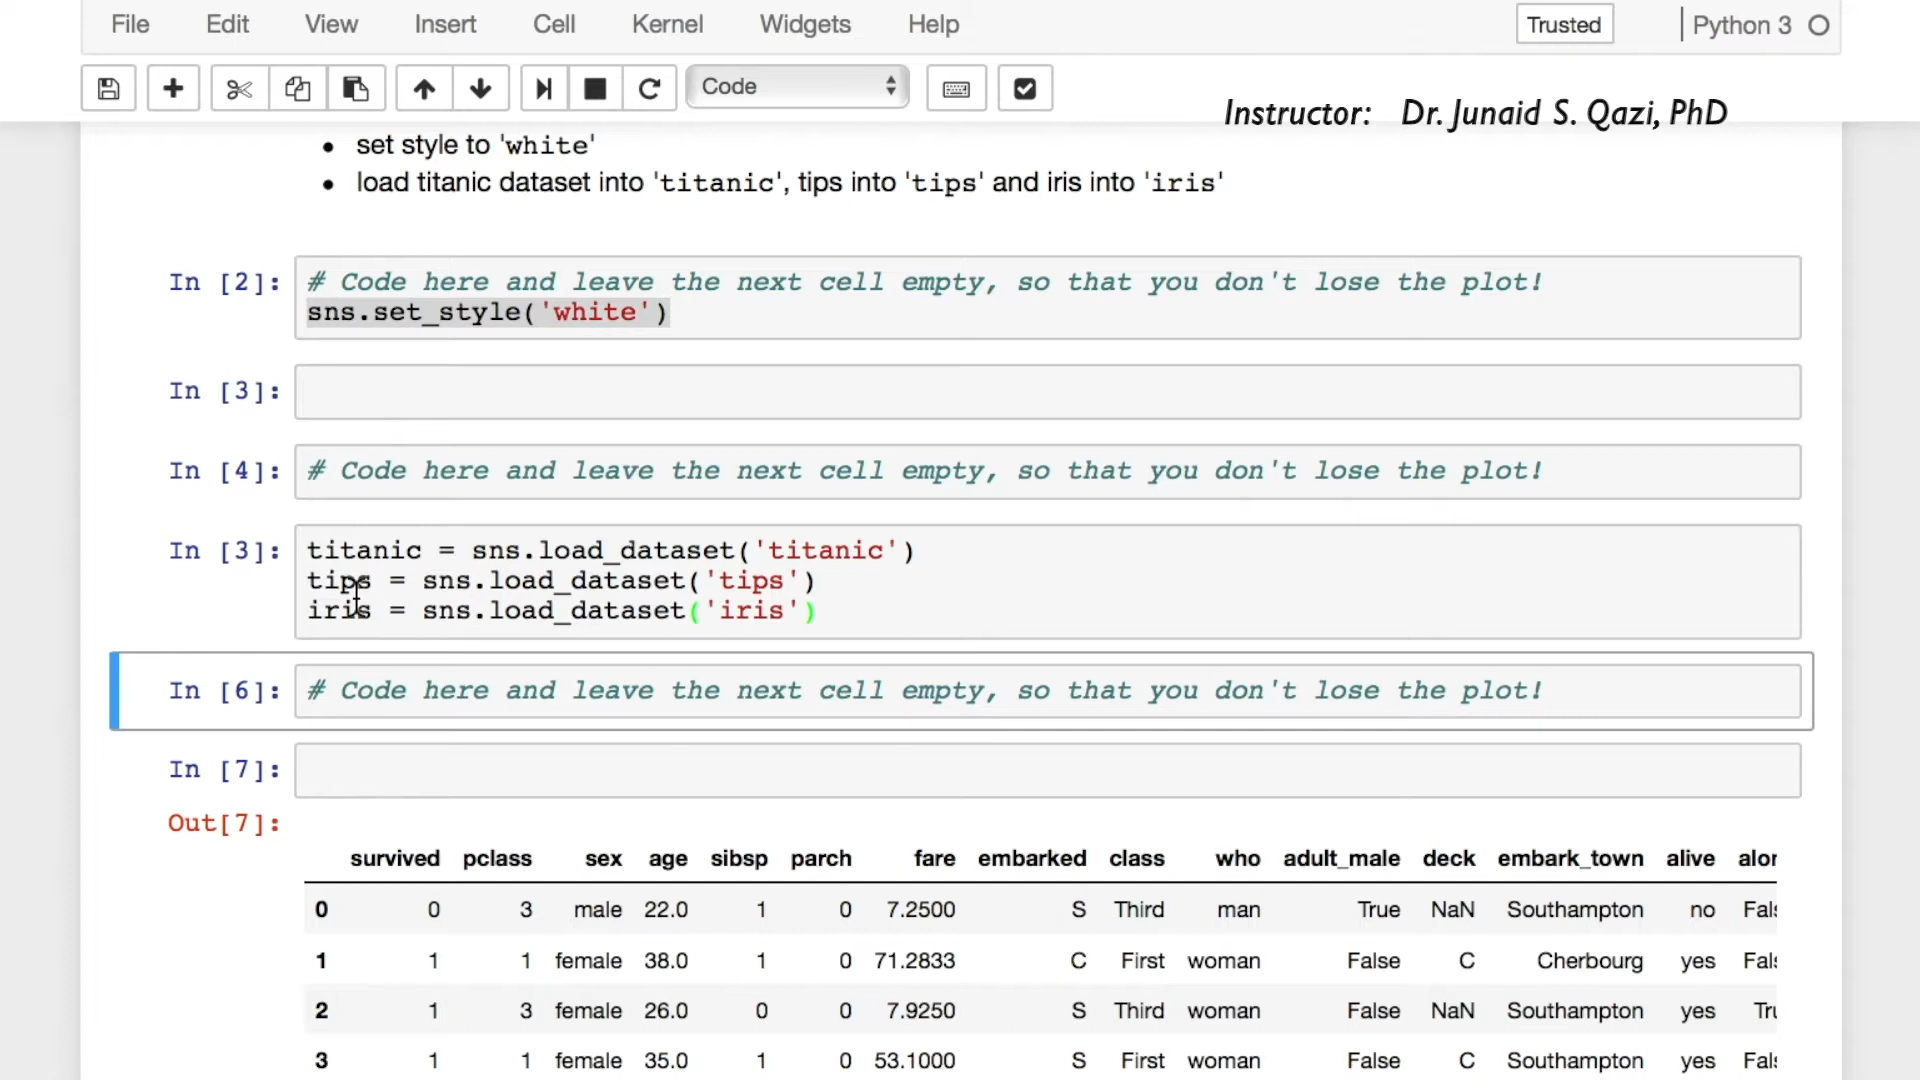 File Edit View Insert Cell Kernel Widgets Help Trusted Python 3
Code
Instructor: Dr. Junaid S. Qazi, PhD
• set style to 'white'
• load titanic dataset into 'titanic', tips into 'tips' and iris into 'iris'
In [2]: # Code here and leave the next cell empty, so that you don't lose the plot!
sns.set_style('white')
In [3]:
In [4]: # Code here and leave the next cell empty, so that you don't lose the plot!
In [3]: titanic = sns.load_dataset('titanic')
tips = sns.load_dataset('tips')
iris = sns.load_dataset('iris')
In [6]: # Code here and leave the next cell empty, so that you don't lose the plot!
In [7]:
Out[7]:
survived pclass sex age sibsp parch fare embarked class who adult_male deck embark_town alive alor
0 0 3 male 22.0 1 0 7.2500 S Third man True NaN Southampton no Fals
1 1 1 female 38.0 1 0 71.2833 C First woman False C Cherbourg yes Fals
2 1 3 female 26.0 0 0 7.9250 S Third woman False NaN Southampton yes Tru
3 1 1 female 35.0 1 0 53.1000 S First woman False C Southampton yes Fals